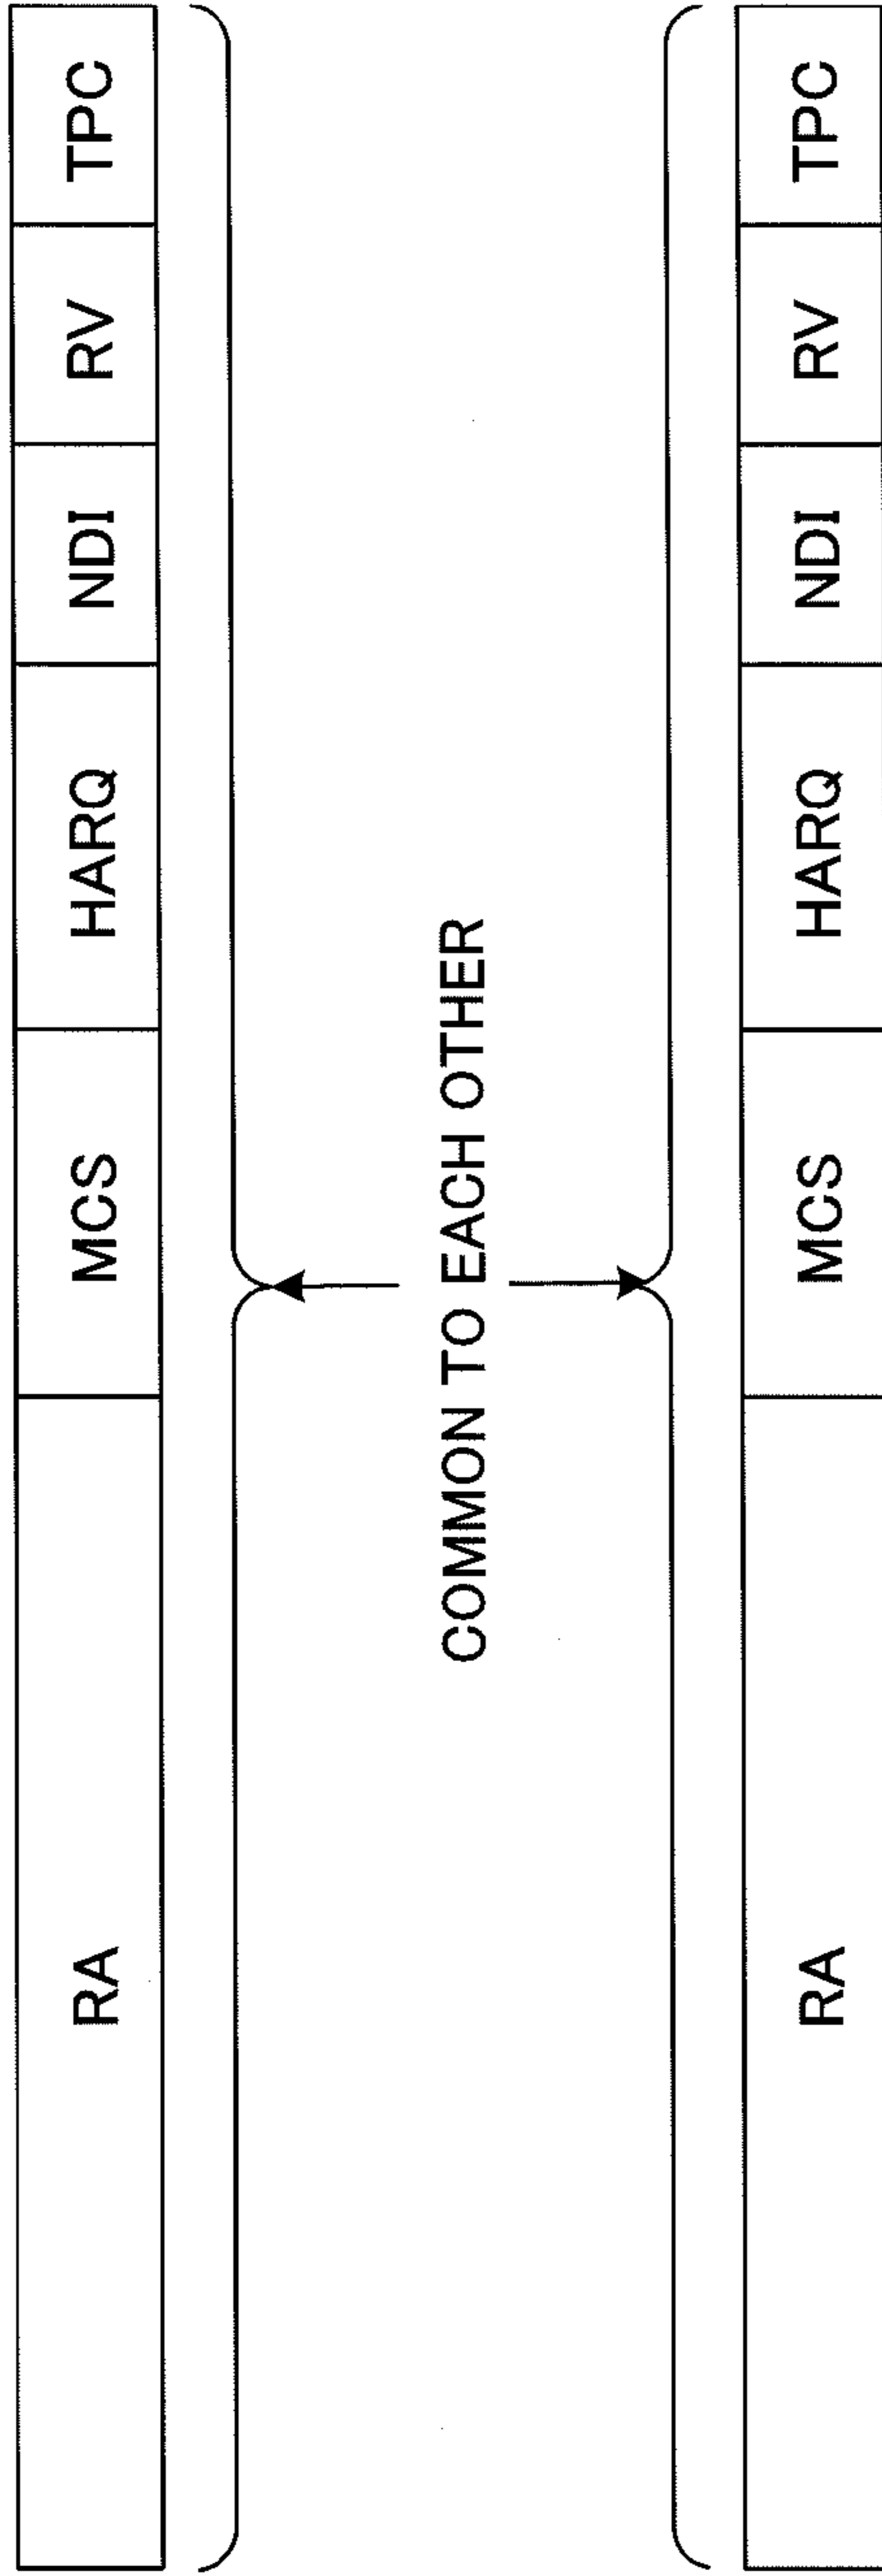 RA MCS HARQ NDI RV TPC
COMMON TO EACH OTHER
RA MCS HARQ NDI RV TPC